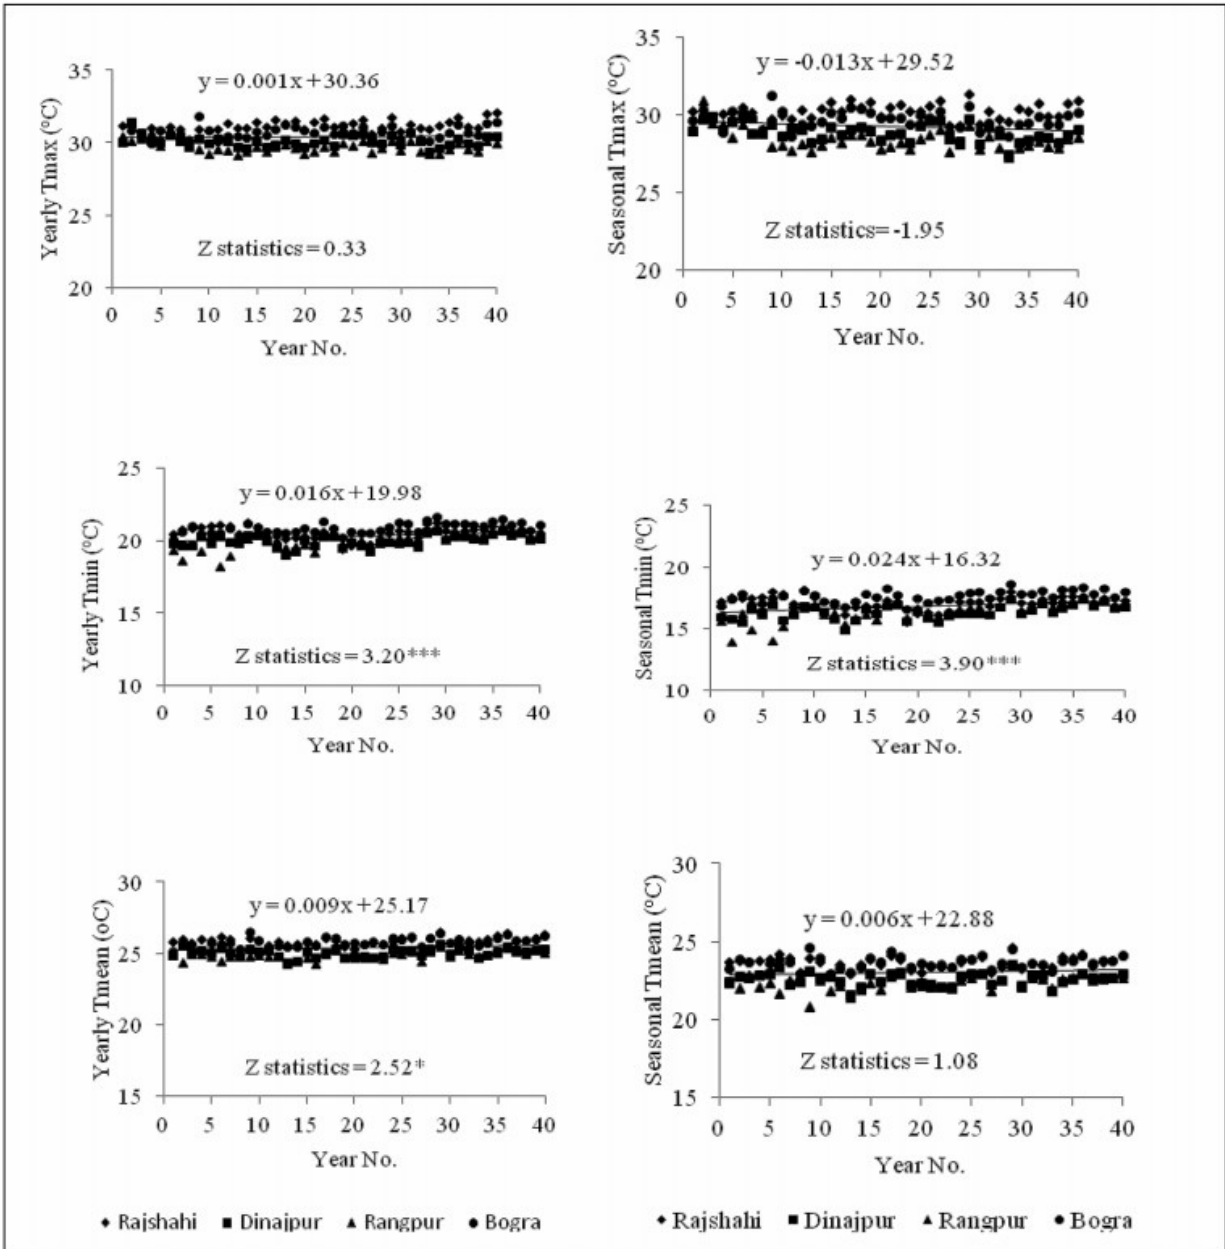 y = 0.001x + 30.36
35
30
25
20
Yearly Tmax (°C)
Z statistics = 0.33
0 5 10 15 20 25 30 35 40
Year No.
y = -0.013x + 29.52
35
30
25
20
Seasonal Tmax (°C)
Z statistics= -1.95
0 5 10 15 20 25 30 35 40
Year No.
y = 0.016x + 19.98
25
20
15
10
Yearly Tmin (°C)
Z statistics = 3.20***
0 5 10 15 20 25 30 35 40
Year No.
y = 0.024x + 16.32
25
20
15
10
Seasonal Tmin (°C)
Z statistics = 3.90***
0 5 10 15 20 25 30 35 40
Year No.
y = 0.009x + 25.17
30
25
20
15
Yearly Tmean (oC)
Z statistics = 2.52*
0 5 10 15 20 25 30 35 40
Year No.
y = 0.006x + 22.88
30
25
20
15
Seasonal Tmean (°C)
Z statistics = 1.08
0 5 10 15 20 25 30 35 40
Year No.
Rajshahi Dinajpur Rangpur Bogra
Rajshahi Dinajpur Rangpur Bogra